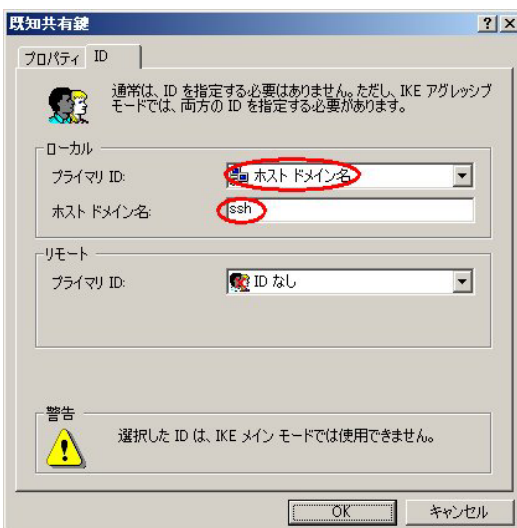 既知共有鍵
プロパティ ID
通常は、ID を指定する必要はありません。ただし、IKE アグレッシブ
モードでは、両方の ID を指定する必要があります。
ローカル
プライマリ ID:
ホスト ドメイン名
ホスト ドメイン名:
ssh
リモート
プライマリ ID:
ID なし
警告
選択した ID は、IKE メイン モードでは使用できません。
OK キャンセル